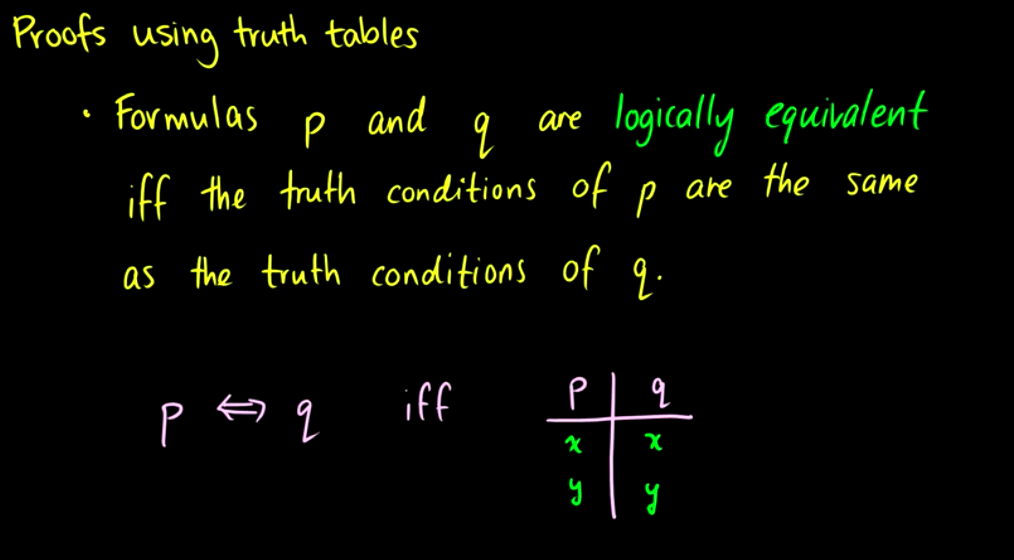 Proofs using truth tables
• Formulas p and q are logically equivalent
iff the truth conditions of p are the same
as the truth conditions of q.
p ⇔ q iff
p | q
x | x
y | y